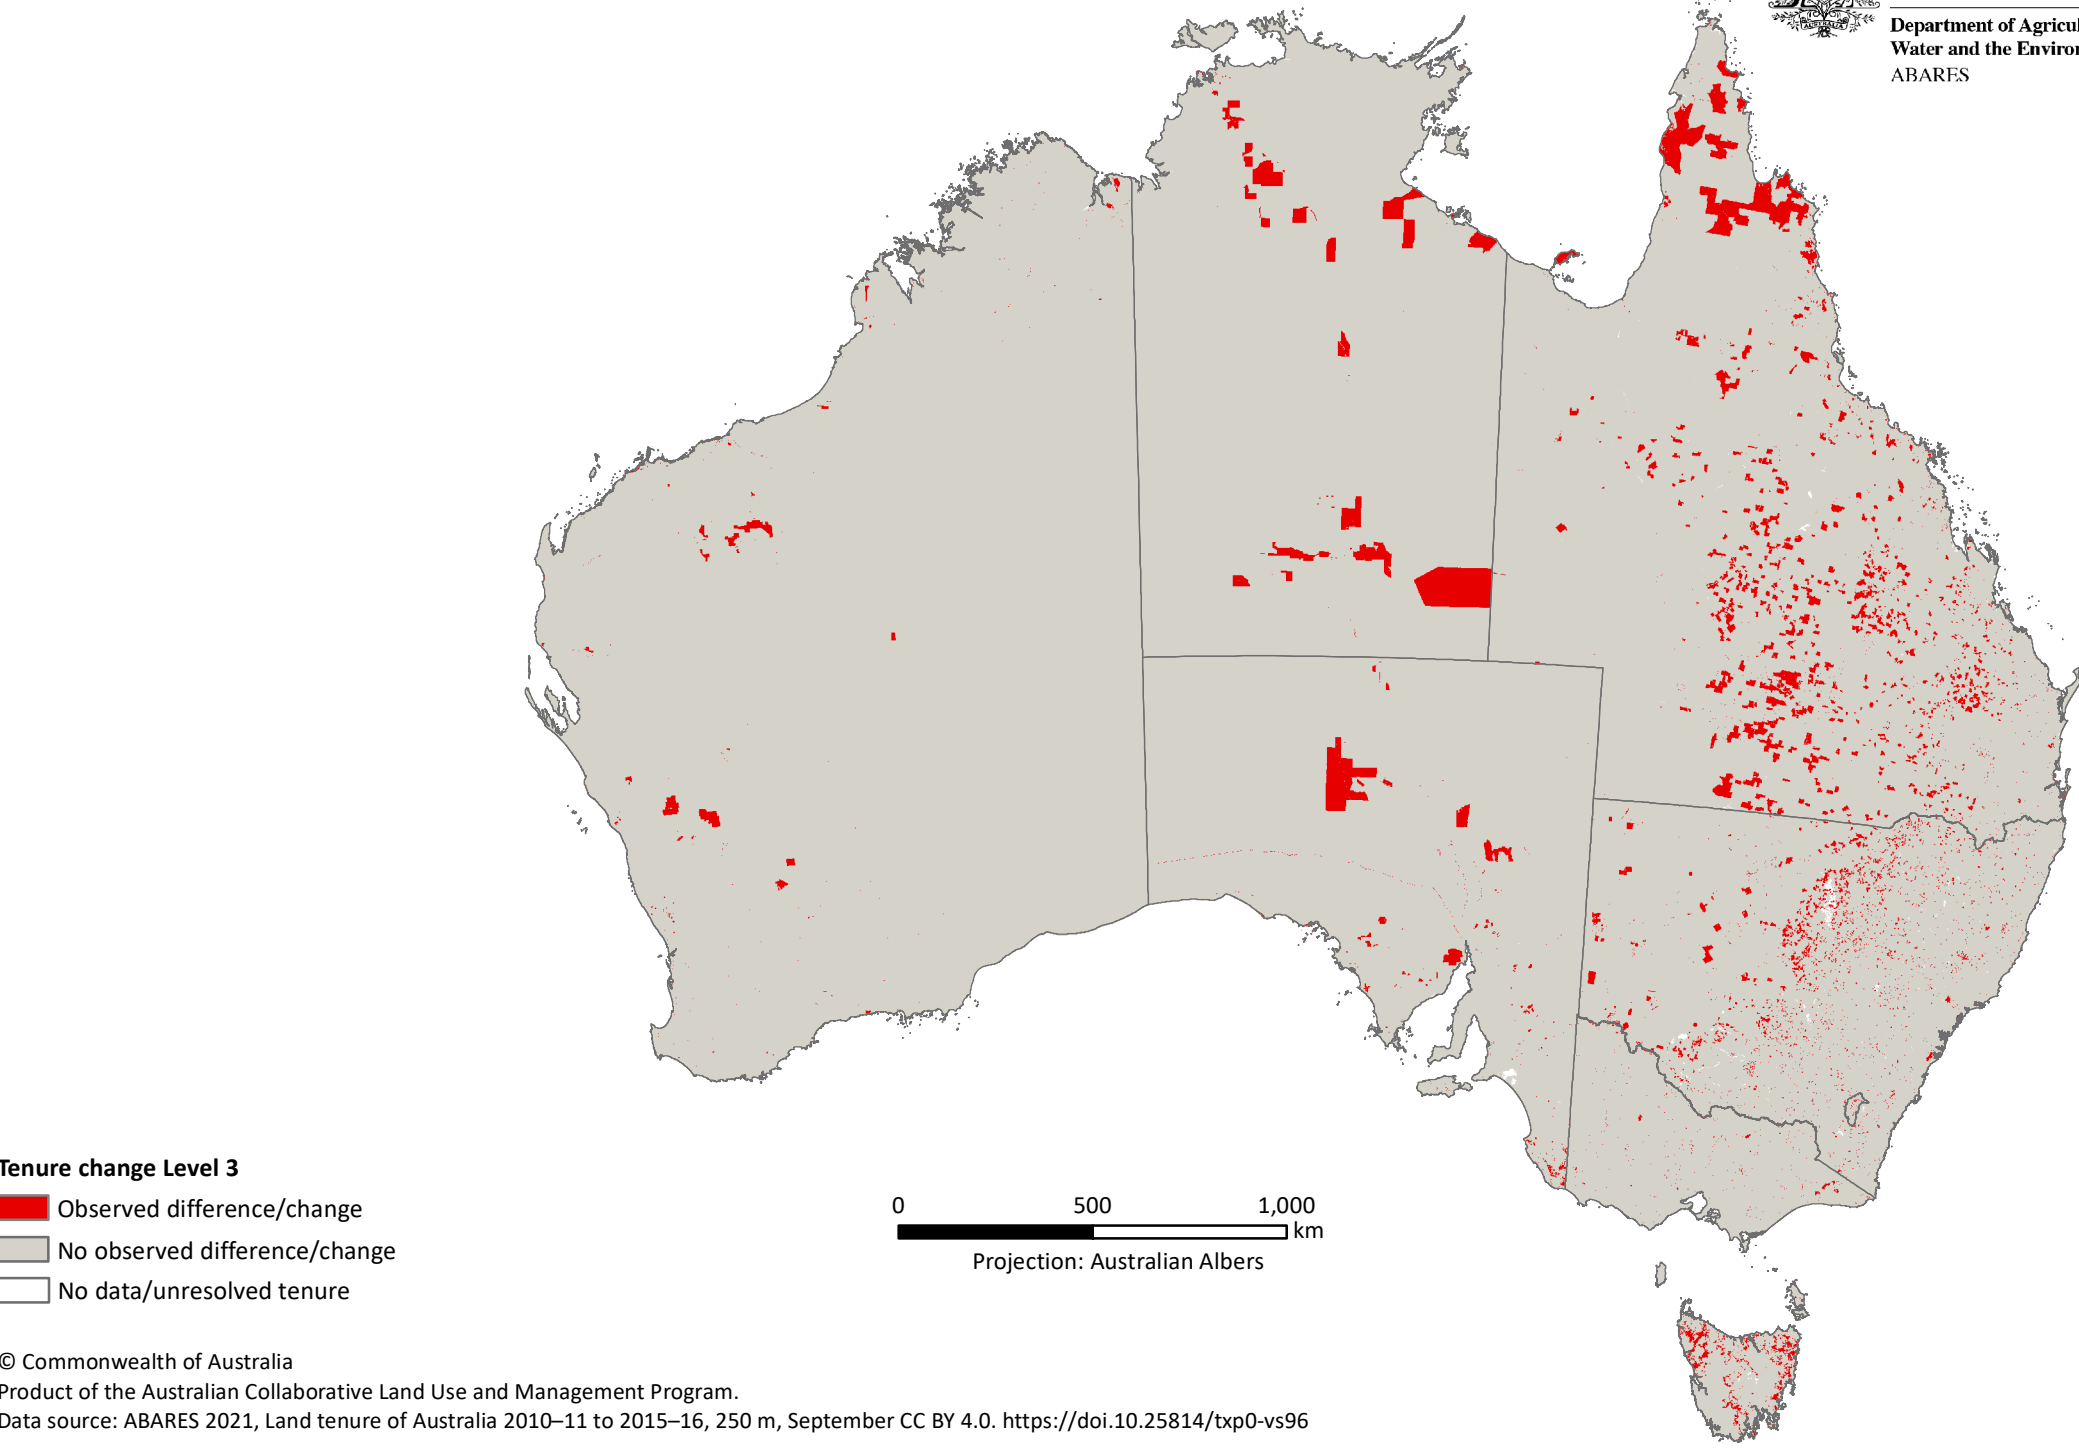 Department of Agricul
Water and the Environ
ABARES
Tenure change Level 3
Observed difference/change
No observed difference/change
No data/unresolved tenure
0 500 1,000
km
Projection: Australian Albers
© Commonwealth of Australia
Product of the Australian Collaborative Land Use and Management Program.
Data source: ABARES 2021, Land tenure of Australia 2010–11 to 2015–16, 250 m, September CC BY 4.0. https://doi.org/10.25814/txp0-vs96